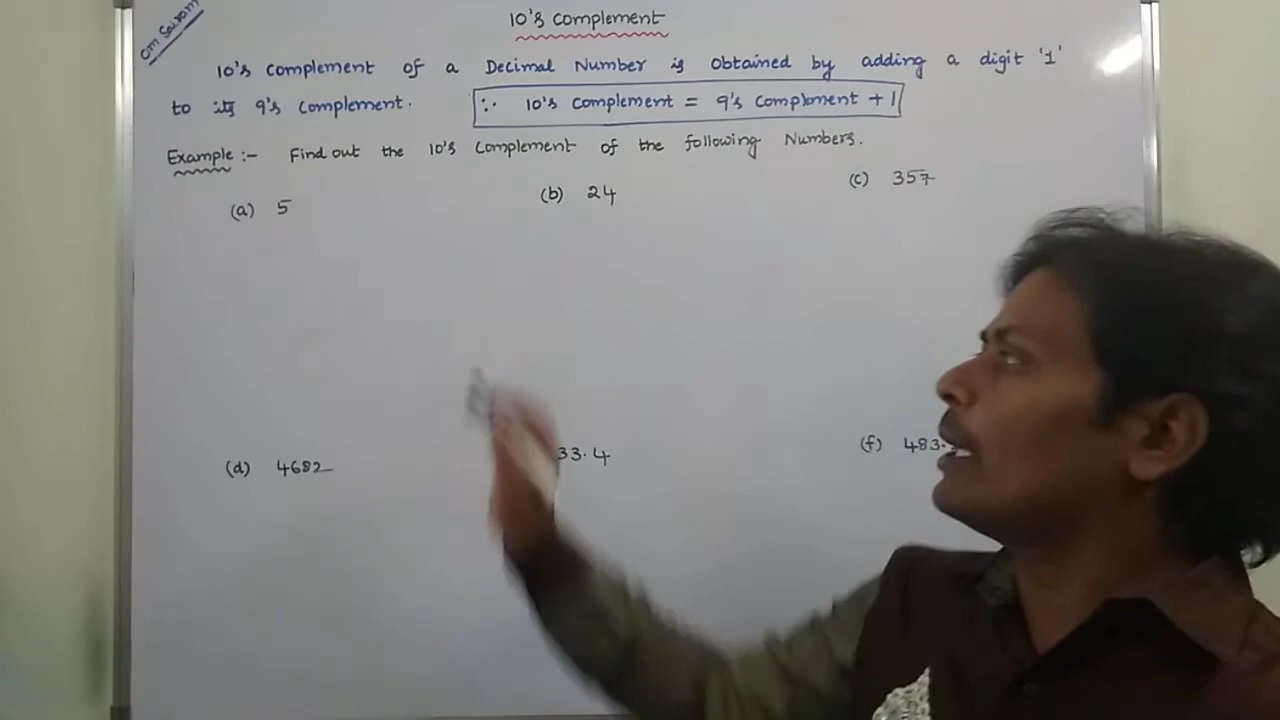 Om Sairam
10's complement
10's complement of a Decimal Number is obtained by adding a digit '1'
to its 9's complement. ∵ 10's complement = 9's complement + 1
Example :- Find out the 10's complement of the following Numbers.
(a) 5 (b) 24 (c) 357
(d) 4682 33.4 (f) 483.